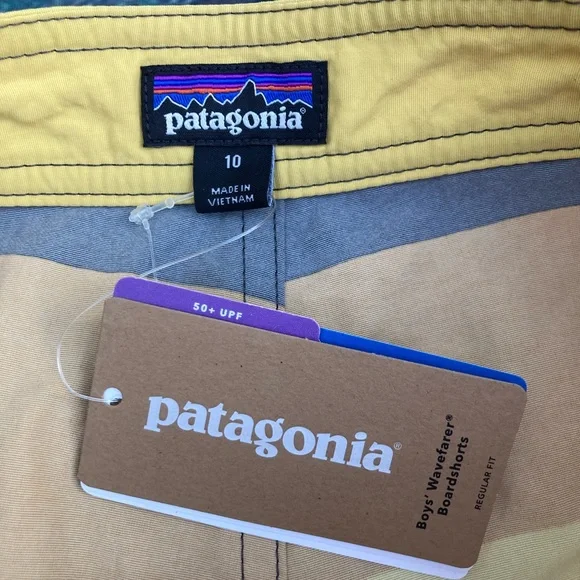 patagonia®
10
MADE IN
VIETNAM
50+ UPF
patagonia®
Boys' Wavefarer®
Boardshorts
REGULAR FIT